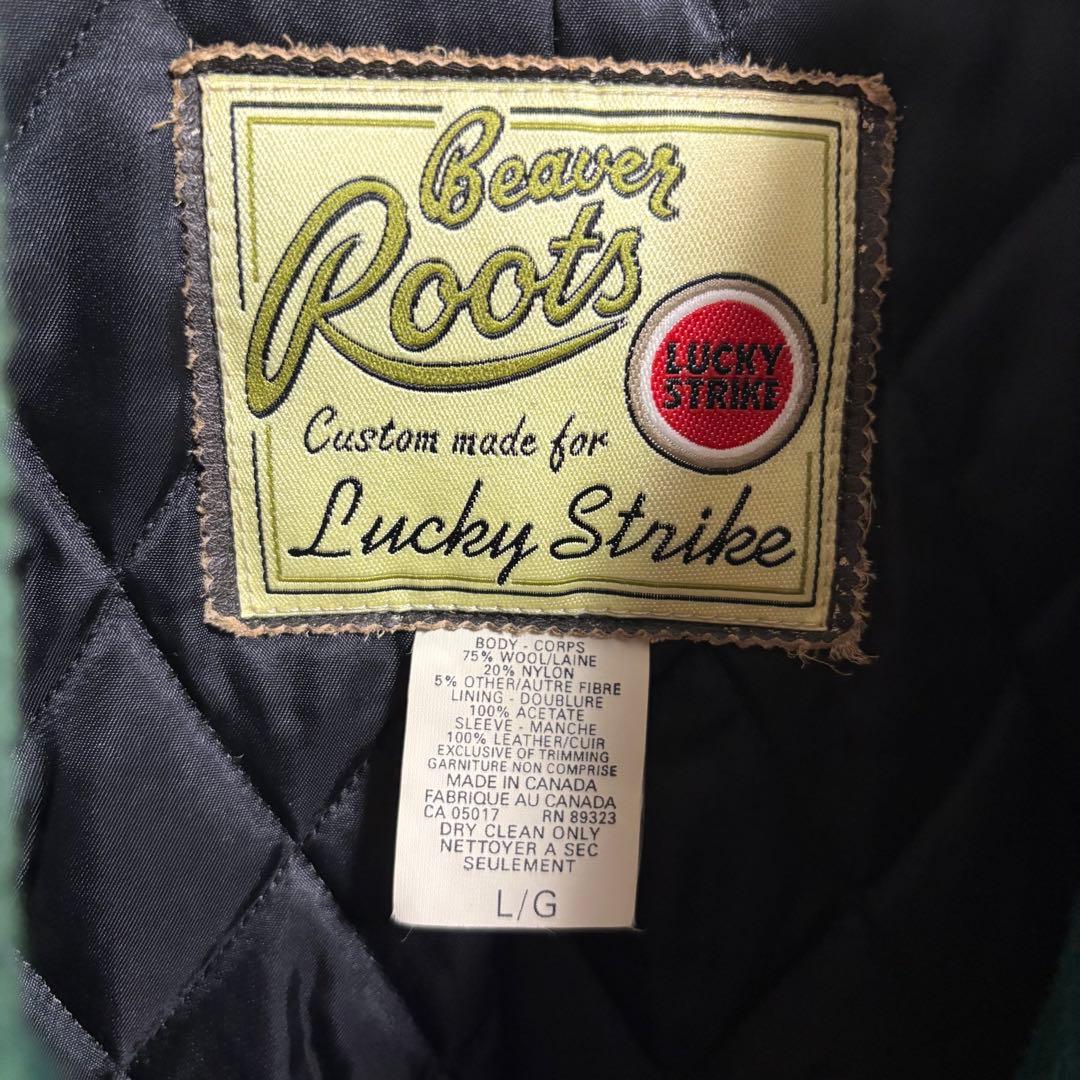 Beaver
Roots
LUCKY
STRIKE
Custom made for
Lucky Strike
BODY - CORPS
75% WOOL/LAINE
20% NYLON
5% OTHER/AUTRE FIBRE
LINING - DOUBLURE
100% ACETATE
SLEEVE - MANCHE
100% LEATHER/CUIR
EXCLUSIVE OF TRIMMING
GARNITURE NON COMPRISE
MADE IN CANADA
FABRIQUE AU CANADA
CA 05017 RN 89323
DRY CLEAN ONLY
NETTOYER A SEC
SEULEMENT
L/G